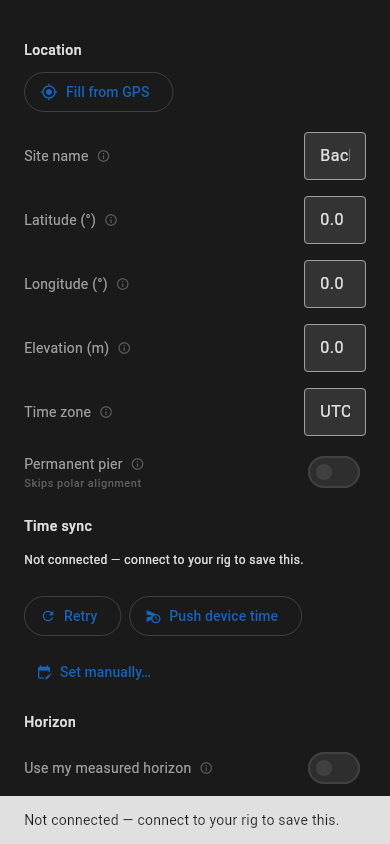 Location
Fill from GPS
Site name
Bac
Latitude (°)
0.0
Longitude (°)
0.0
Elevation (m)
0.0
Time zone
UTC
Permanent pier
Skips polar alignment
Time sync
Not connected — connect to your rig to save this.
Retry
Push device time
Set manually...
Horizon
Use my measured horizon
Not connected — connect to your rig to save this.